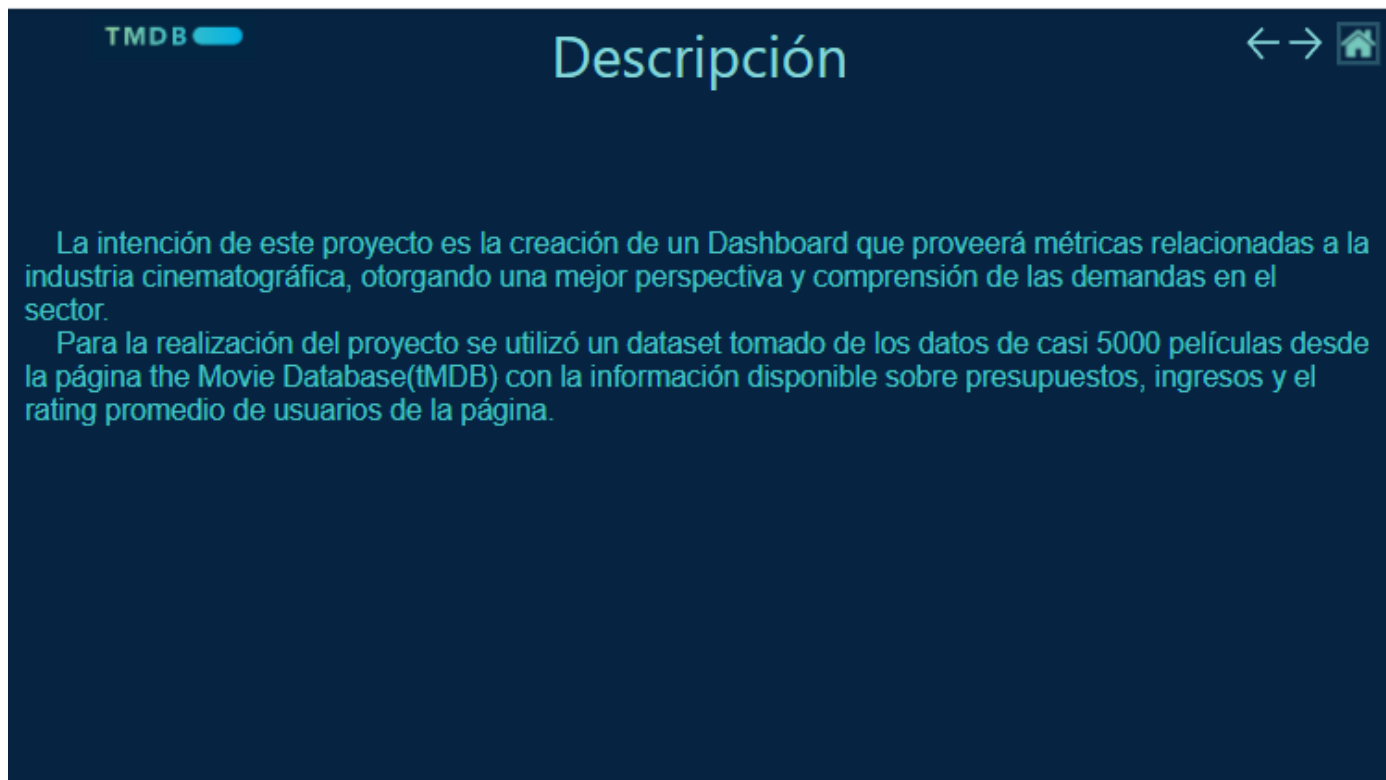 TMDB
Descripción
La intención de este proyecto es la creación de un Dashboard que proveerá métricas relacionadas a la
industria cinematográfica, otorgando una mejor perspectiva y comprensión de las demandas en el
sector.
Para la realización del proyecto se utilizó un dataset tomado de los datos de casi 5000 películas desde
la página the Movie Database(tMDB) con la información disponible sobre presupuestos, ingresos y el
rating promedio de usuarios de la página.